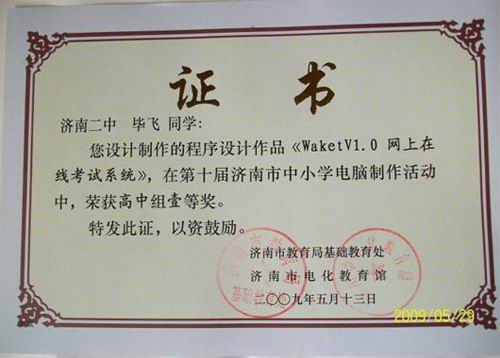 证书
济南二中 毕飞 同学:
您设计制作的程序设计作品《WaketV1.0 网上在
线考试系统》,在第十届济南市中小学电脑制作活动
中,荣获高中组壹等奖。
特发此证,以资鼓励。
济南市教育局基础教育处
济南市电化教育馆
二〇〇九年五月十三日
2009/05/29